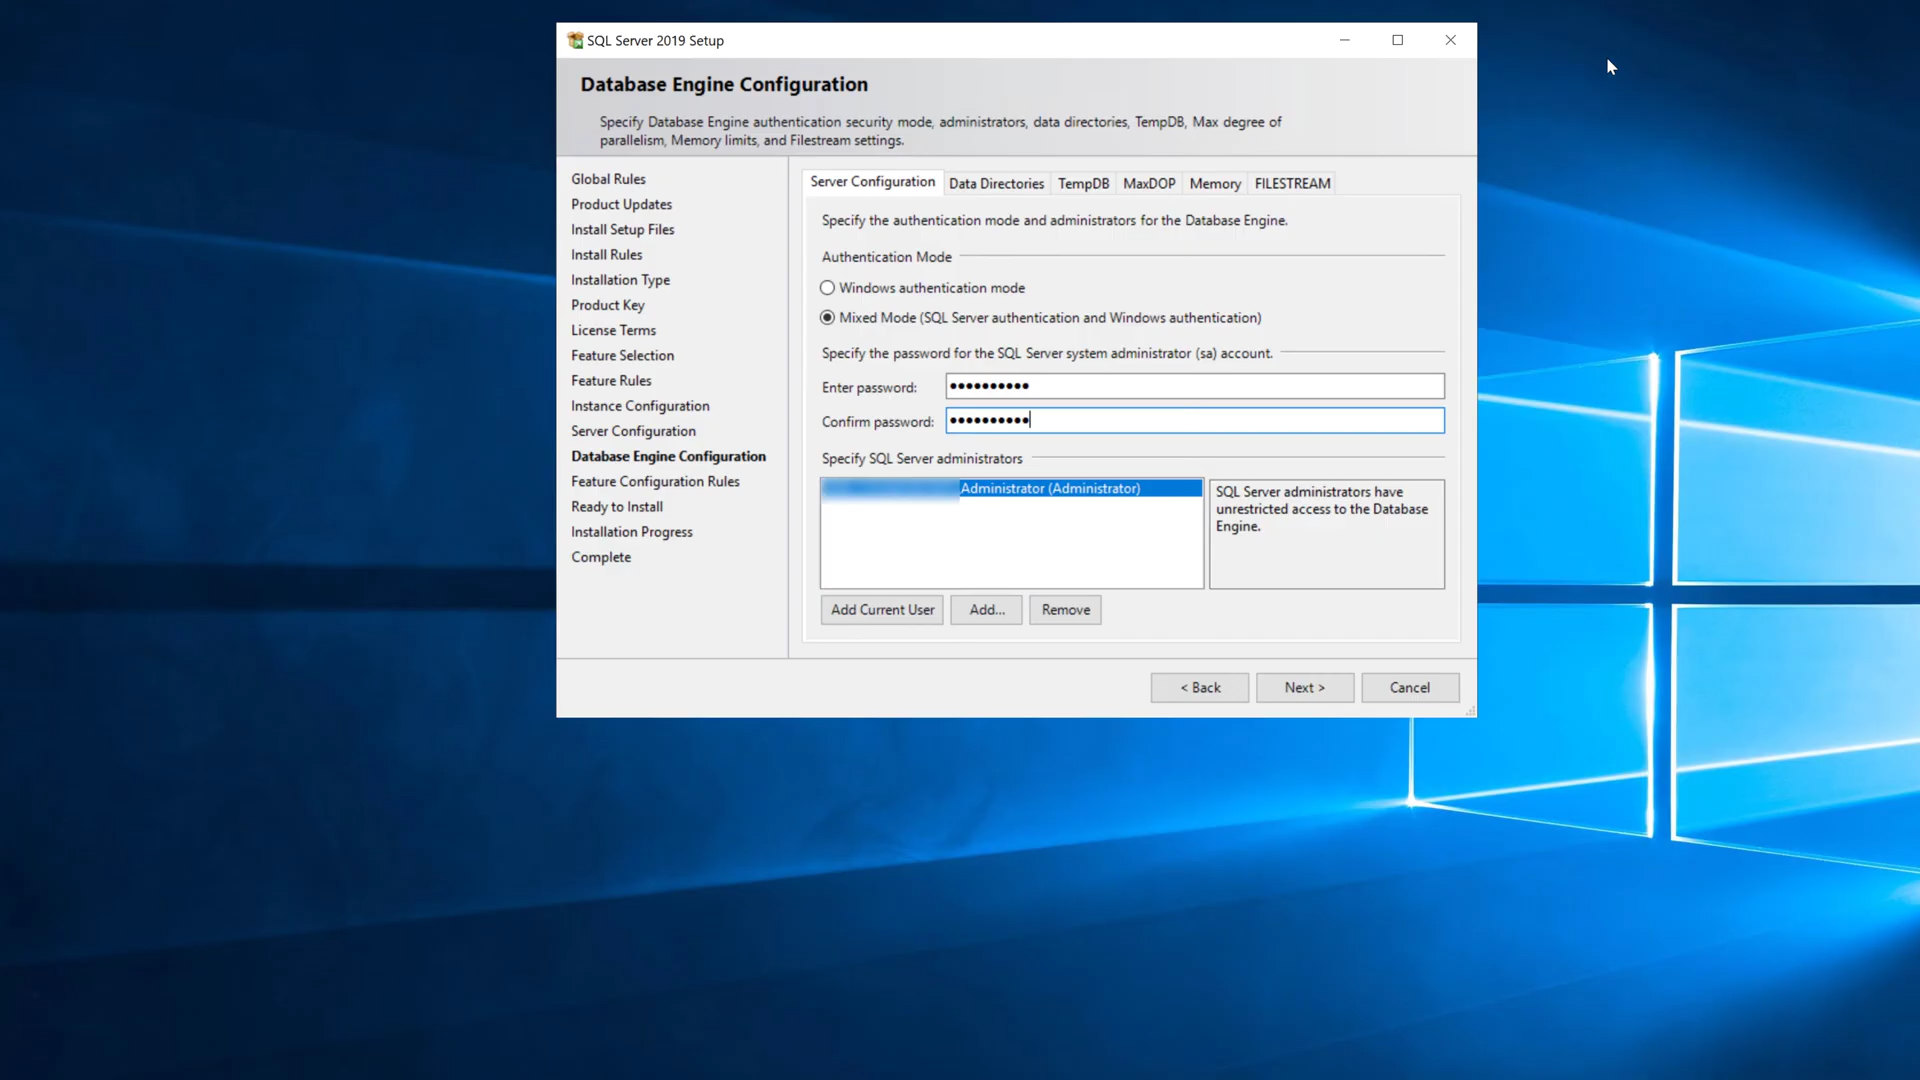 SQL Server 2019 Setup
Database Engine Configuration
Specify Database Engine authentication security mode, administrators, data directories, TempDB, Max degree of
parallelism, Memory limits, and Filestream settings.
Global Rules
Product Updates
Install Setup Files
Install Rules
Installation Type
Product Key
License Terms
Feature Selection
Feature Rules
Instance Configuration
Server Configuration
Database Engine Configuration
Feature Configuration Rules
Ready to Install
Installation Progress
Complete
Server Configuration Data Directories TempDB MaxDOP Memory FILESTREAM
Specify the authentication mode and administrators for the Database Engine.
Authentication Mode
Windows authentication mode
Mixed Mode (SQL Server authentication and Windows authentication)
Specify the password for the SQL Server system administrator (sa) account.
Enter password: ●●●●●●●●●●
Confirm password: ●●●●●●●●●●
Specify SQL Server administrators
Administrator (Administrator)
SQL Server administrators have
unrestricted access to the Database
Engine.
Add Current User Add... Remove
< Back Next > Cancel